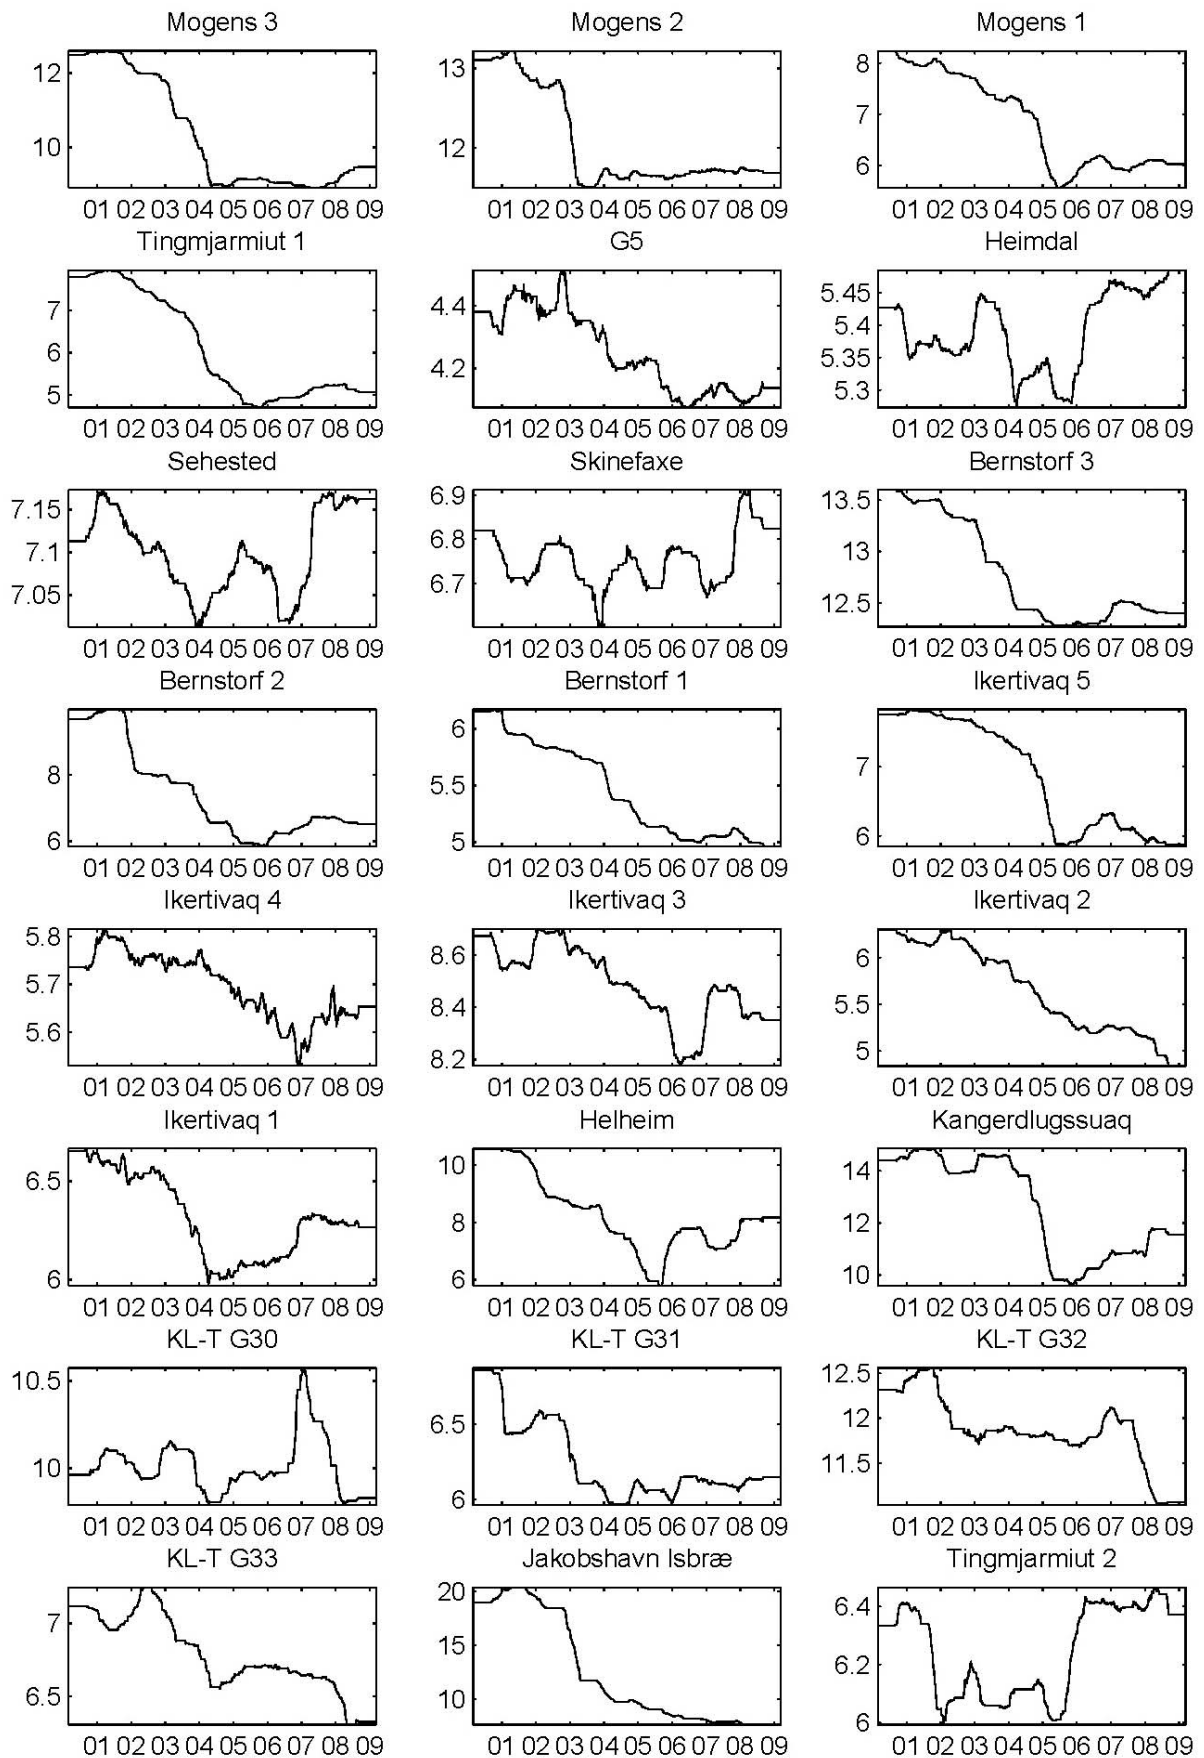 Mogens 3 Mogens 2 Mogens 1
12 10 13 12 8 7 6
01 02 03 04 05 06 07 08 09 01 02 03 04 05 06 07 08 09 01 02 03 04 05 06 07 08 09
Tingmjarmiut 1 G5 Heimdal
7 6 5 4.4 4.2 5.45 5.4 5.35 5.3
01 02 03 04 05 06 07 08 09 01 02 03 04 05 06 07 08 09 01 02 03 04 05 06 07 08 09
Sehested Skinefaxe Bernstorf 3
7.15 7.1 7.05 6.9 6.8 6.7 13.5 13 12.5
01 02 03 04 05 06 07 08 09 01 02 03 04 05 06 07 08 09 01 02 03 04 05 06 07 08 09
Bernstorf 2 Bernstorf 1 Ikertivaq 5
8 6 6 5.5 5 7 6
01 02 03 04 05 06 07 08 09 01 02 03 04 05 06 07 08 09 01 02 03 04 05 06 07 08 09
Ikertivaq 4 Ikertivaq 3 Ikertivaq 2
5.8 5.7 5.6 8.6 8.4 8.2 6 5.5 5
01 02 03 04 05 06 07 08 09 01 02 03 04 05 06 07 08 09 01 02 03 04 05 06 07 08 09
Ikertivaq 1 Helheim Kangerdlugssuaq
6.5 6 10 8 6 14 12 10
01 02 03 04 05 06 07 08 09 01 02 03 04 05 06 07 08 09 01 02 03 04 05 06 07 08 09
KL-T G30 KL-T G31 KL-T G32
10.5 10 6.5 6 12.5 12 11.5
01 02 03 04 05 06 07 08 09 01 02 03 04 05 06 07 08 09 01 02 03 04 05 06 07 08 09
KL-T G33 Jakobshavn Isbræ Tingmjarmiut 2
7 6.5 20 15 10 6.4 6.2 6
01 02 03 04 05 06 07 08 09 01 02 03 04 05 06 07 08 09 01 02 03 04 05 06 07 08 09